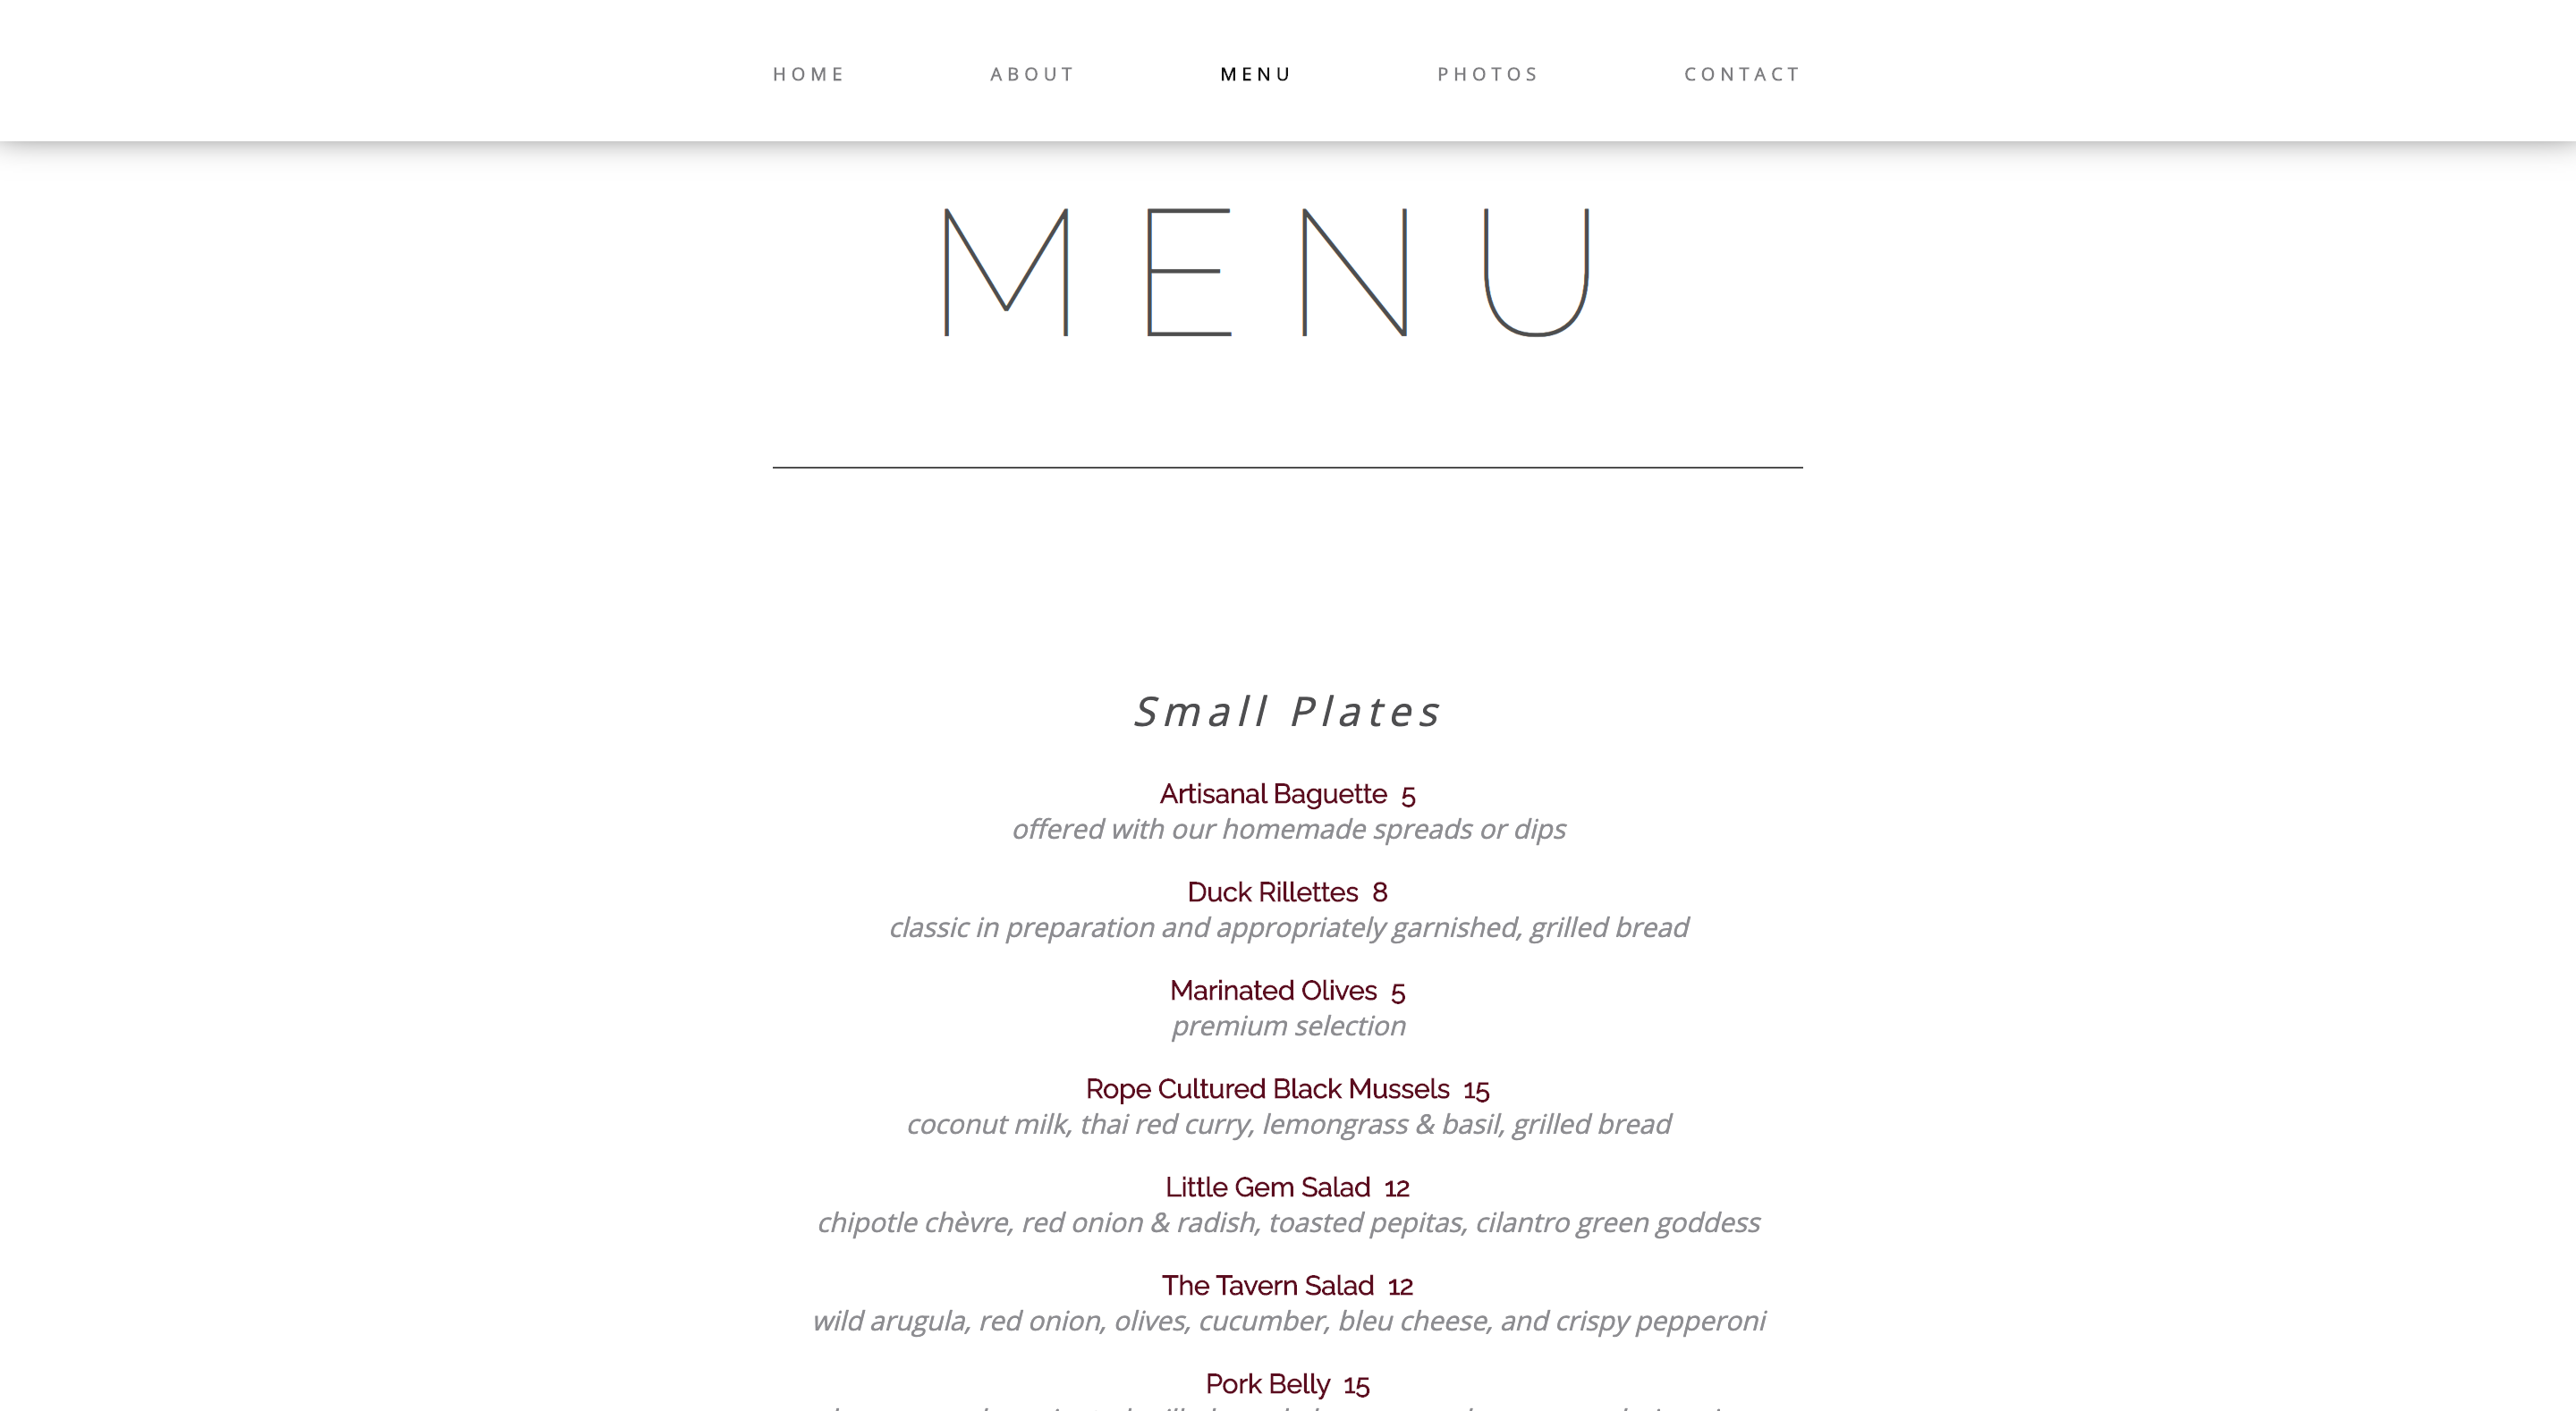 HOME ABOUT MENU PHOTOS CONTACT
MENU
Small Plates
Artisanal Baguette 5
offered with our homemade spreads or dips
Duck Rillettes 8
classic in preparation and appropriately garnished, grilled bread
Marinated Olives 5
premium selection
Rope Cultured Black Mussels 15
coconut milk, thai red curry, lemongrass & basil, grilled bread
Little Gem Salad 12
chipotle chèvre, red onion & radish, toasted pepitas, cilantro green goddess
The Tavern Salad 12
wild arugula, red onion, olives, cucumber, bleu cheese, and crispy pepperoni
Pork Belly 15